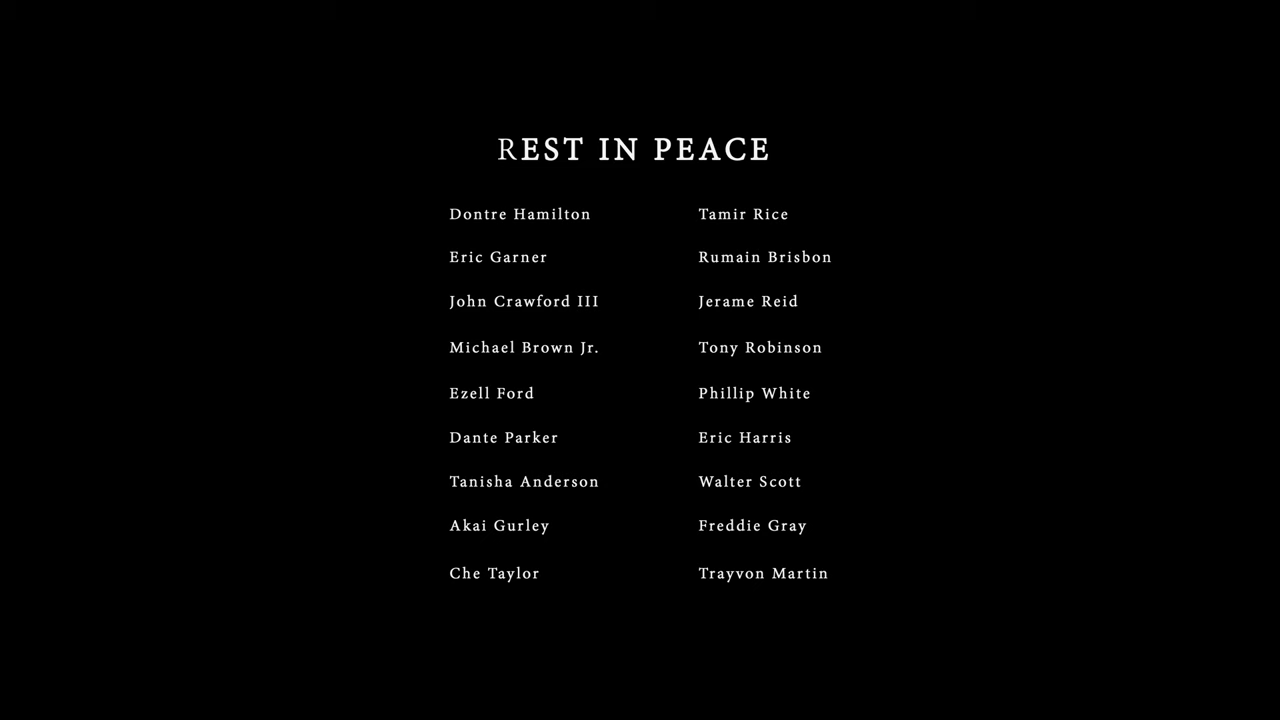 REST IN PEACE
Dontre Hamilton
Eric Garner
John Crawford III
Michael Brown Jr.
Ezell Ford
Dante Parker
Tanisha Anderson
Akai Gurley
Che Taylor
Tamir Rice
Rumain Brisbon
Jerame Reid
Tony Robinson
Phillip White
Eric Harris
Walter Scott
Freddie Gray
Trayvon Martin